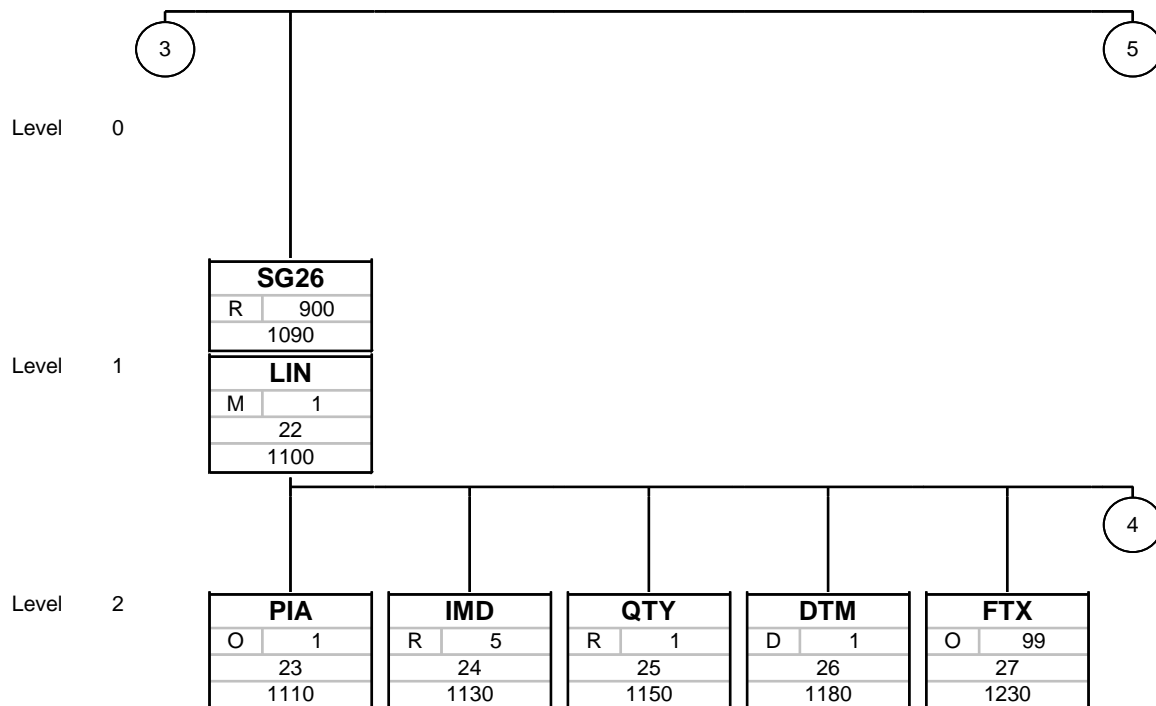 3
5
Level 0
SG26
R 900
1090
Level 1
LIN
M 1
22
1100
4
Level 2
PIA
O 1
23
1110
IMD
R 5
24
1130
QTY
R 1
25
1150
DTM
D 1
26
1180
FTX
O 99
27
1230